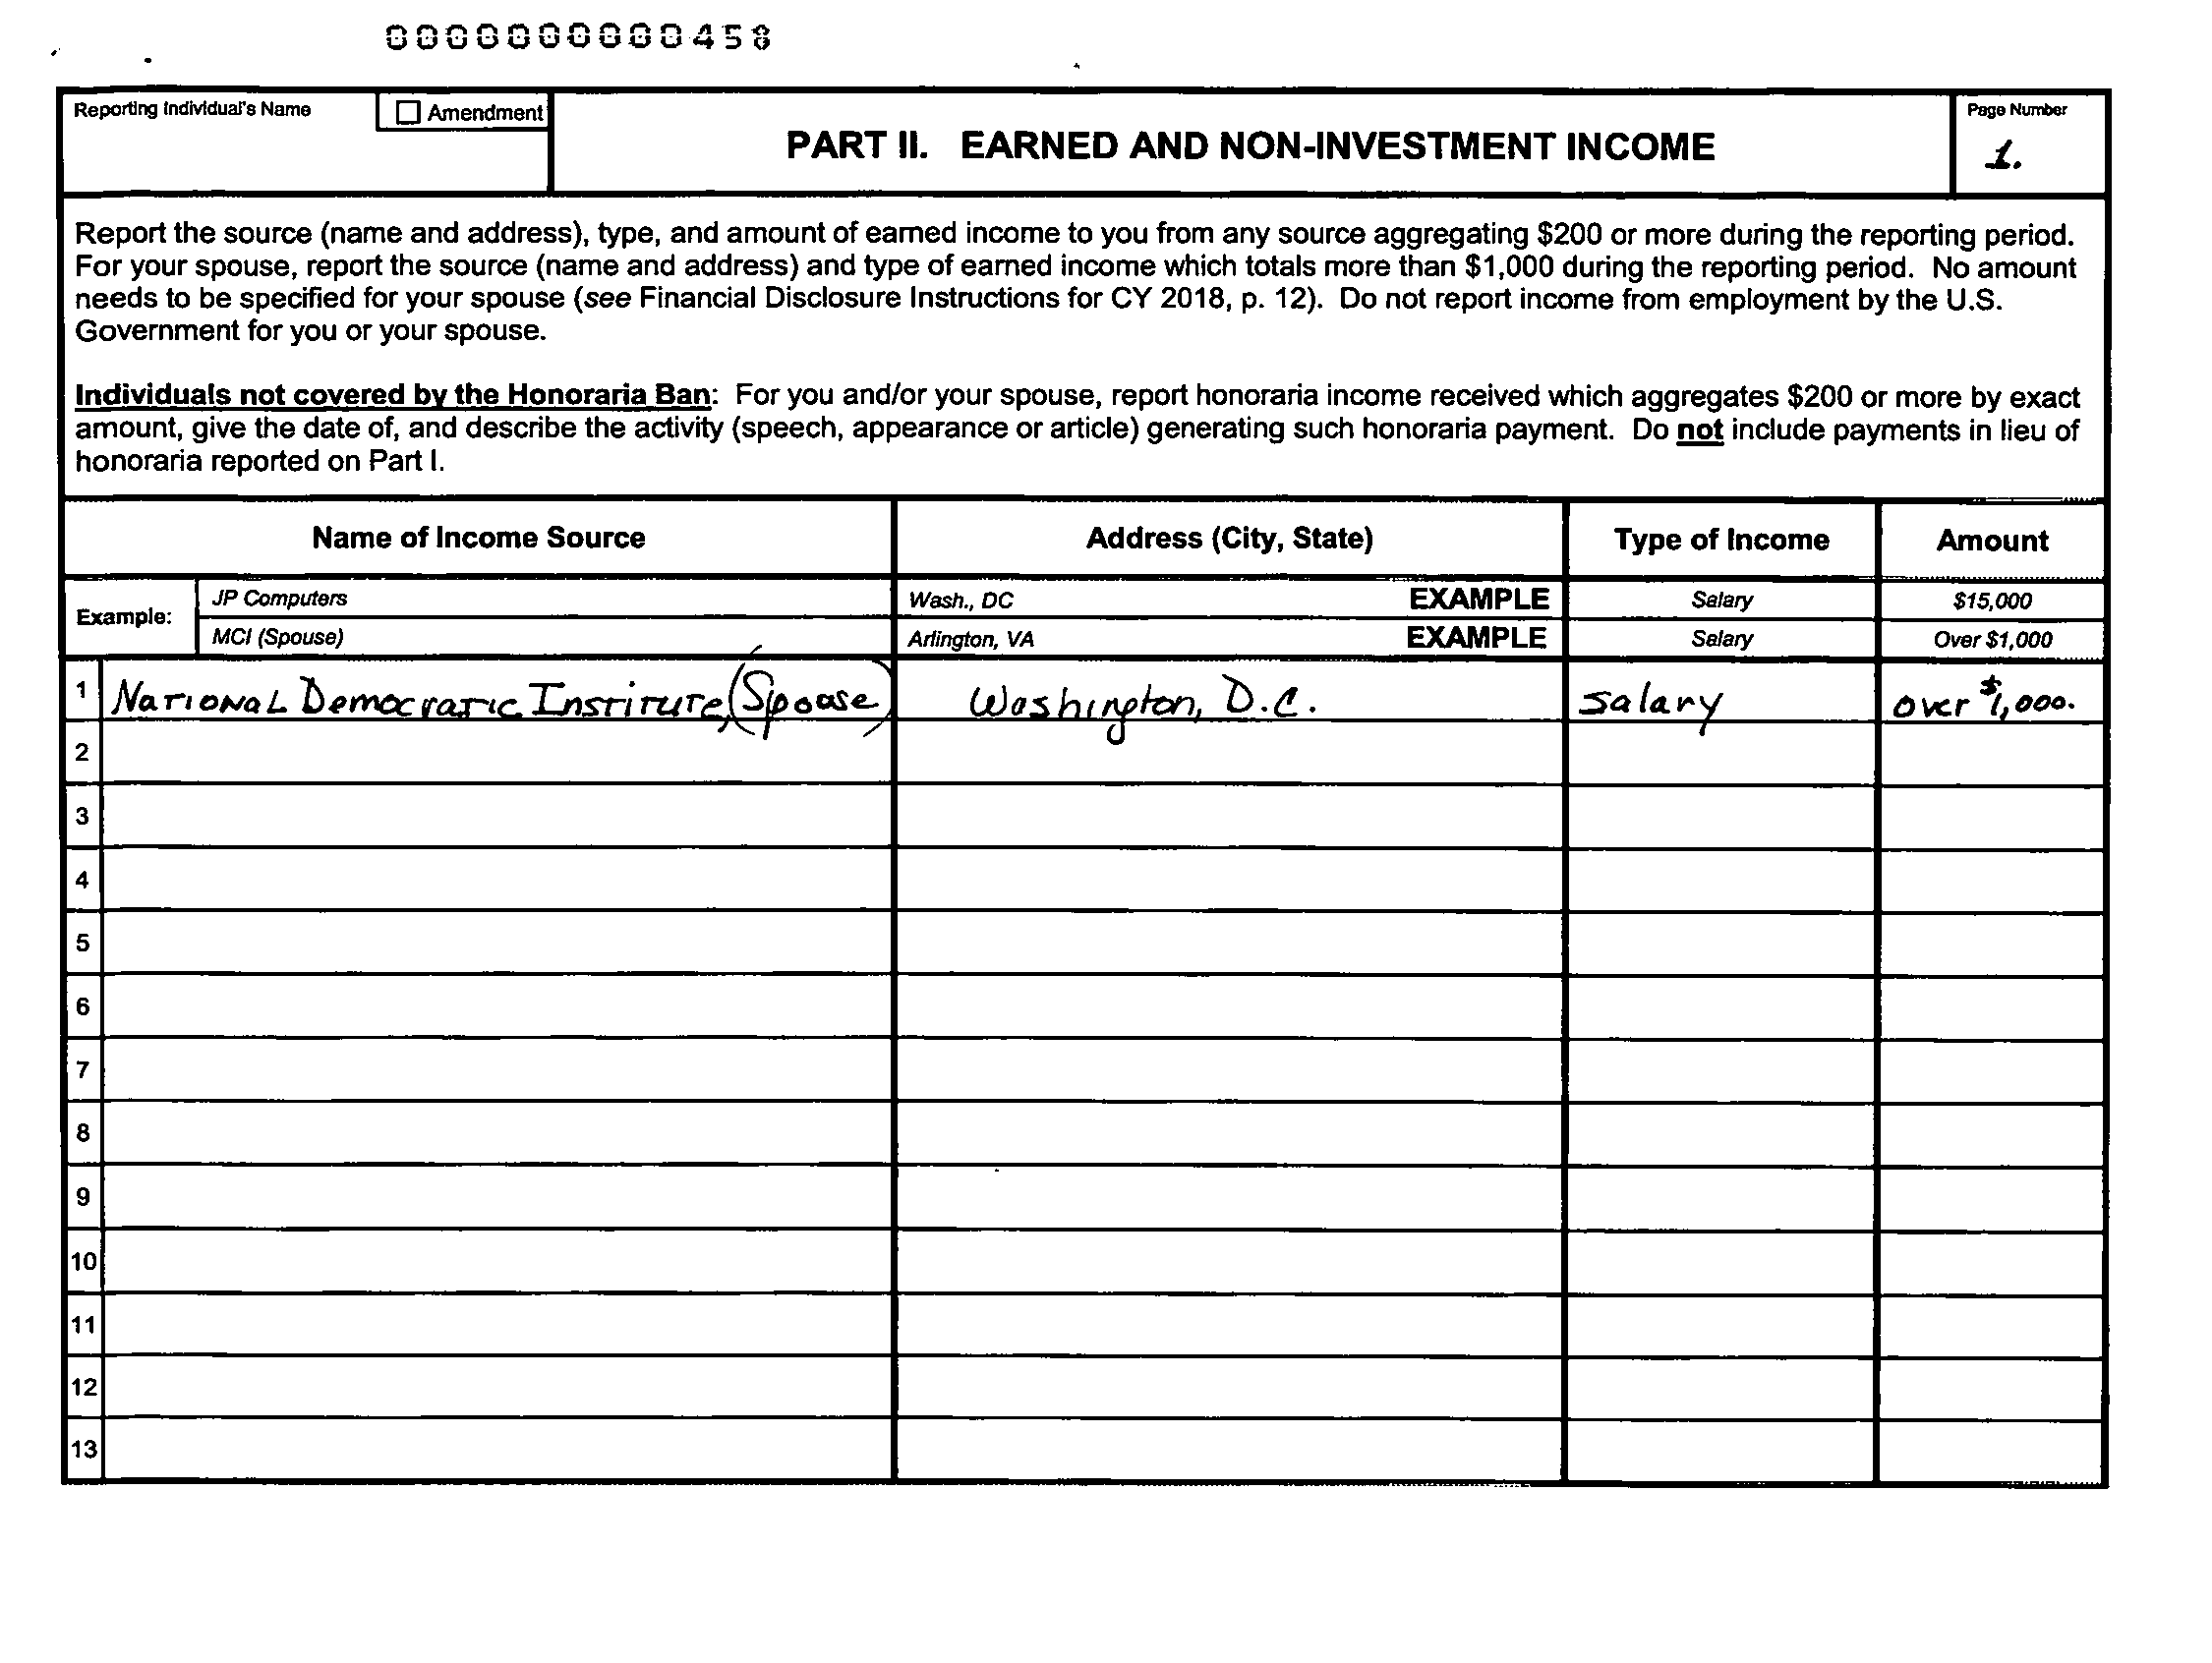 000000000458
Reporting Individual's Name
Amendment
PART II. EARNED AND NON-INVESTMENT INCOME
Page Number
1.
Report the source (name and address), type, and amount of earned income to you from any source aggregating $200 or more during the reporting period.
For your spouse, report the source (name and address) and type of earned income which totals more than $1,000 during the reporting period. No amount
needs to be specified for your spouse (see Financial Disclosure Instructions for CY 2018, p. 12). Do not report income from employment by the U.S.
Government for you or your spouse.
Individuals not covered by the Honoraria Ban: For you and/or your spouse, report honoraria income received which aggregates $200 or more by exact
amount, give the date of, and describe the activity (speech, appearance or article) generating such honoraria payment. Do not include payments in lieu of
honoraria reported on Part I.
Name of Income Source Address (City, State) Type of Income Amount
Example:
JP Computers Wash., DC EXAMPLE Salary $15,000
MCI (Spouse) Arlington, VA EXAMPLE Salary Over $1,000
1 National Democratic Institute, (Spouse) Washington, D.C. Salary over $1,000.
2
3
4
5
6
7
8
9
10
11
12
13